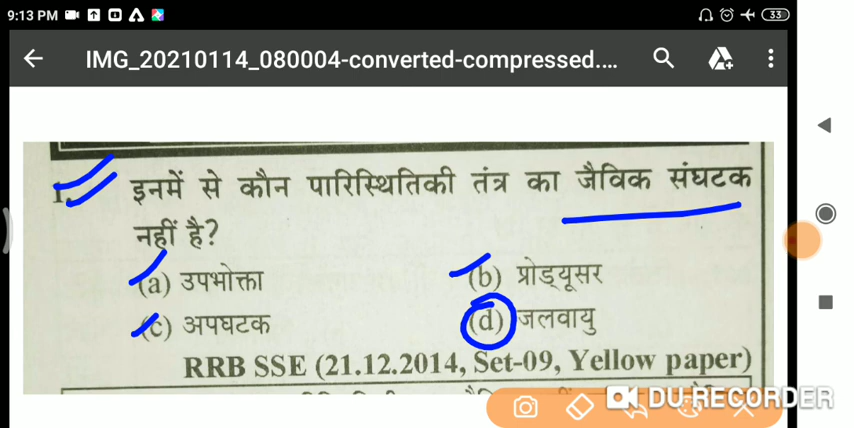 9:13 PM 33
IMG_20210114_080004-converted-compressed....
1. इनमें से कौन पारिस्थितिकी तंत्र का जैविक संघटक
नहीं है?
(a) उपभोक्ता (b) प्रोड्यूसर
(c) अपघटक (d) जलवायु
RRB SSE (21.12.2014, Set-09, Yellow paper)
DU RECORDER